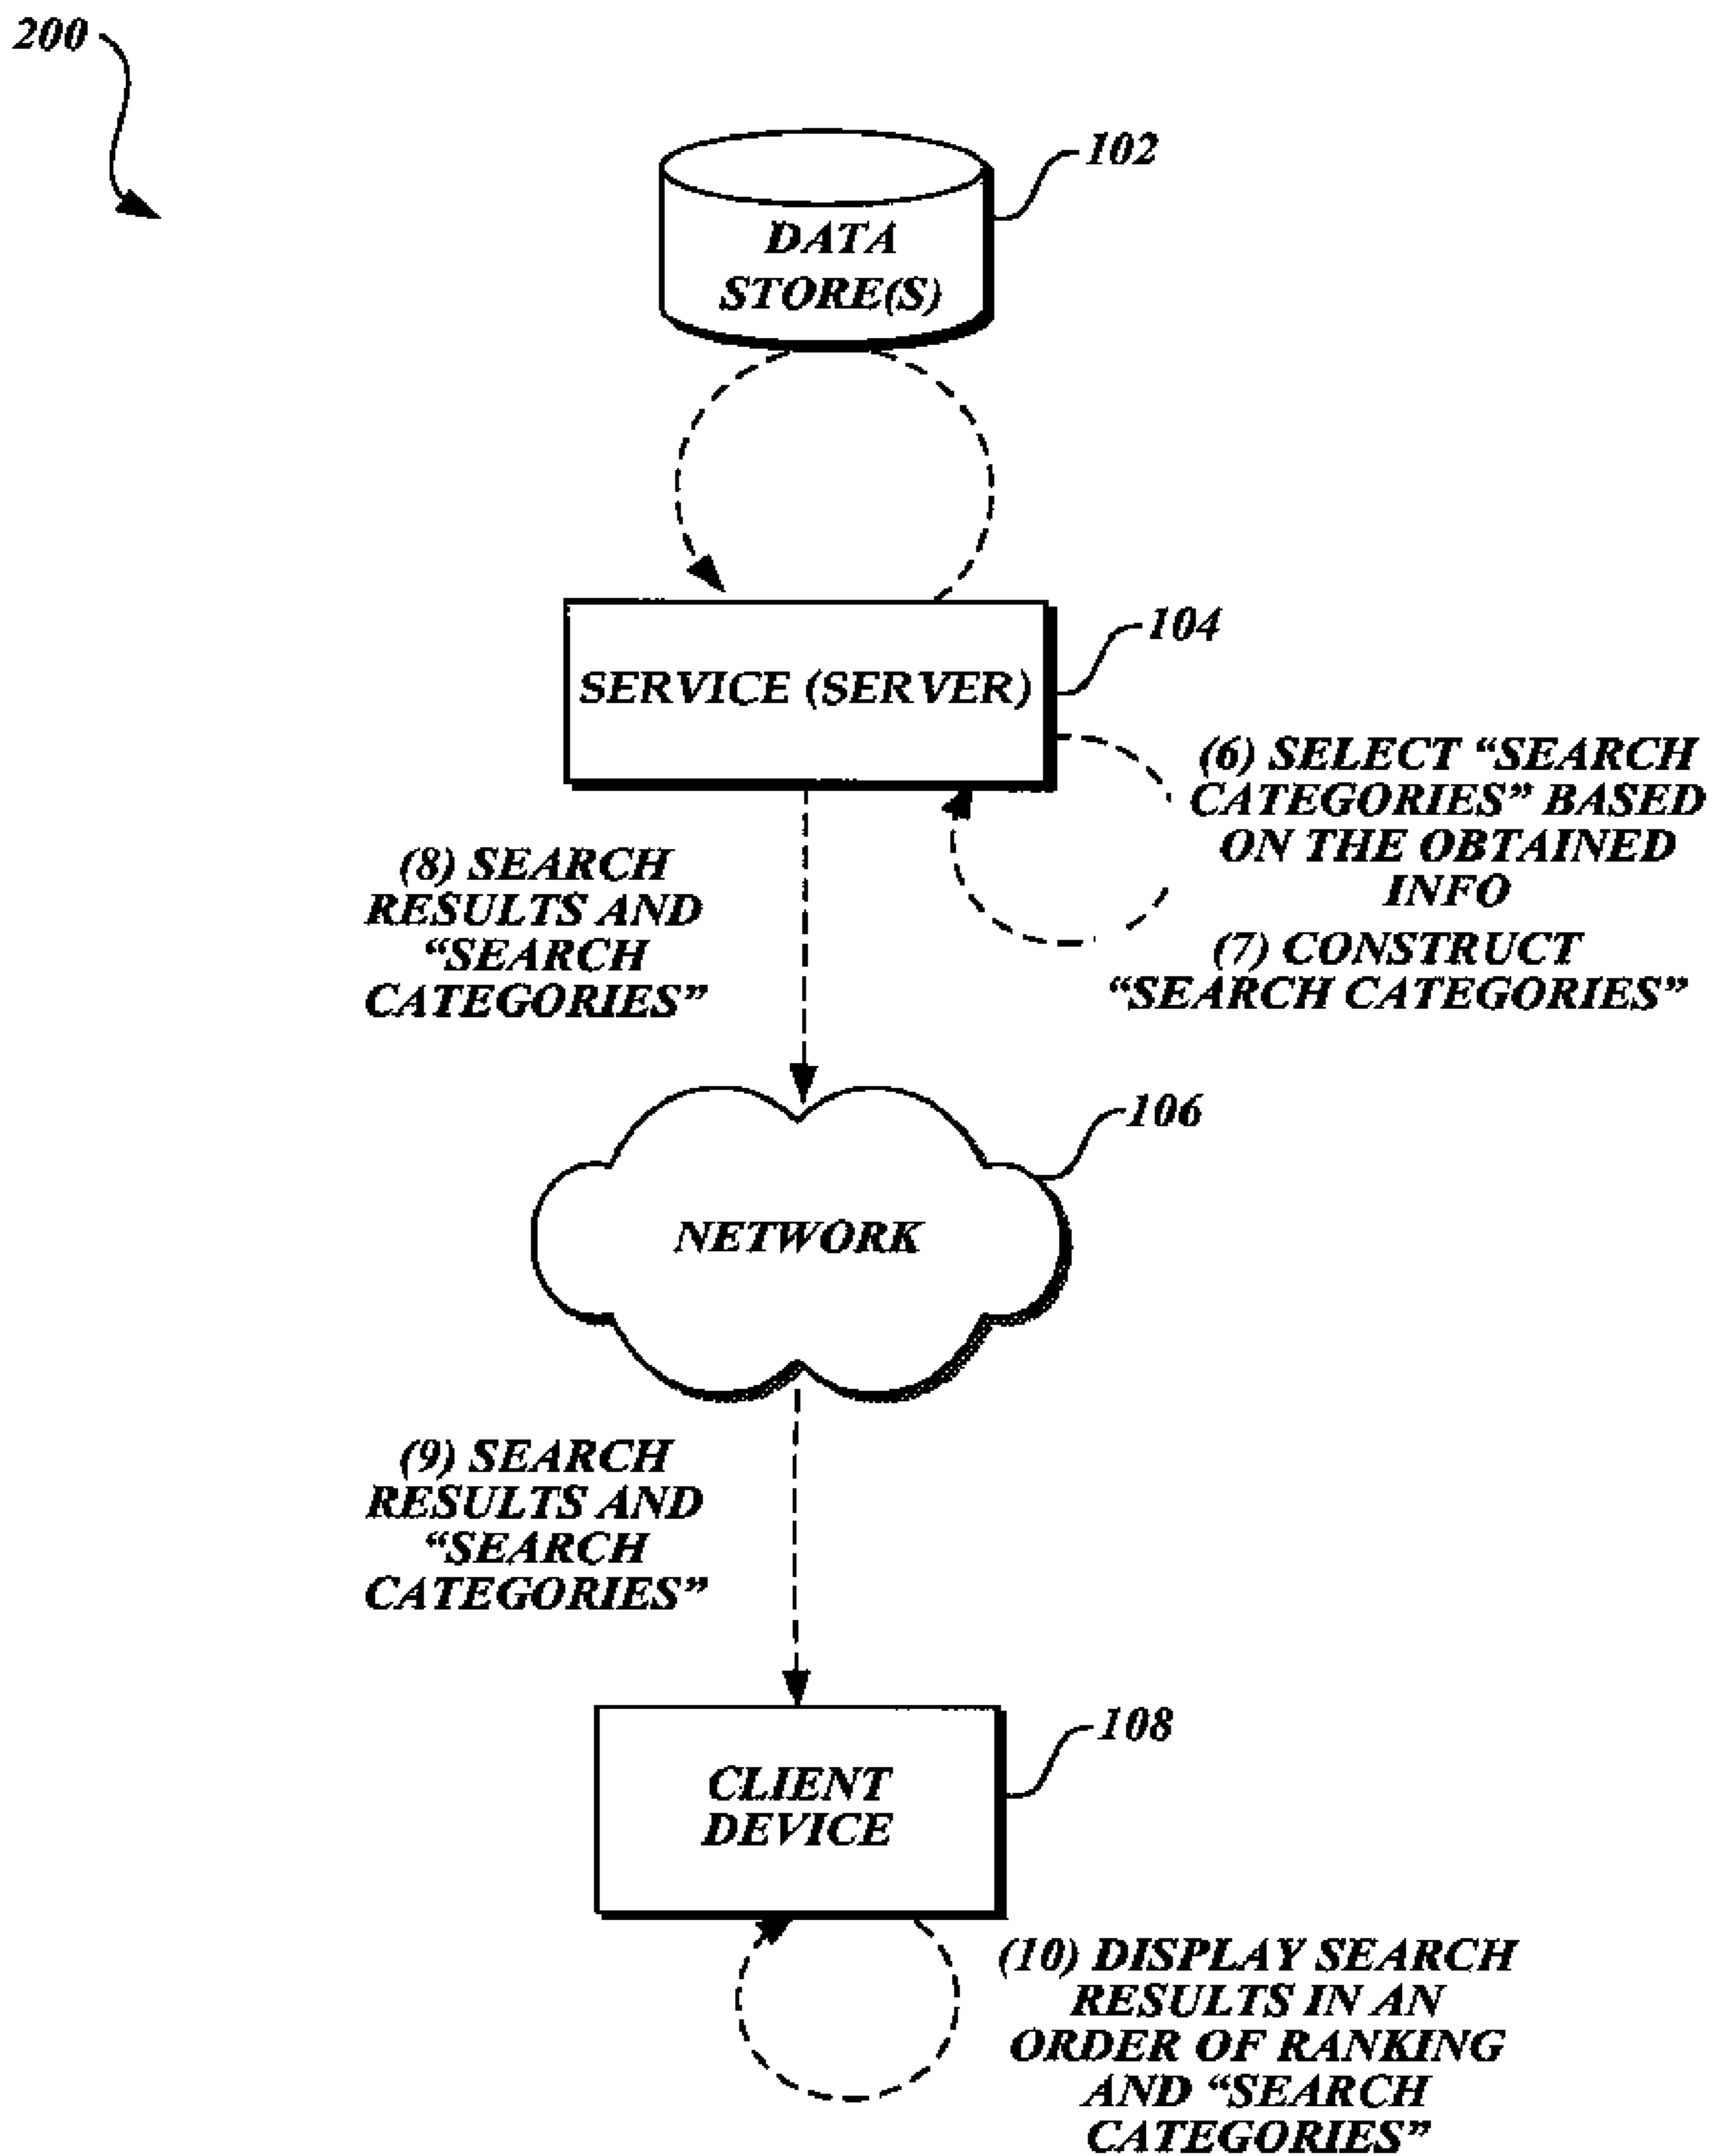 200
102
DATA
STORE(S)
104
SERVICE (SERVER)
(6) SELECT “SEARCH
CATEGORIES” BASED
ON THE OBTAINED
INFO
(7) CONSTRUCT
“SEARCH CATEGORIES”
(8) SEARCH
RESULTS AND
“SEARCH
CATEGORIES”
106
NETWORK
(9) SEARCH
RESULTS AND
“SEARCH
CATEGORIES”
108
CLIENT
DEVICE
(10) DISPLAY SEARCH
RESULTS IN AN
ORDER OF RANKING
AND “SEARCH
CATEGORIES”